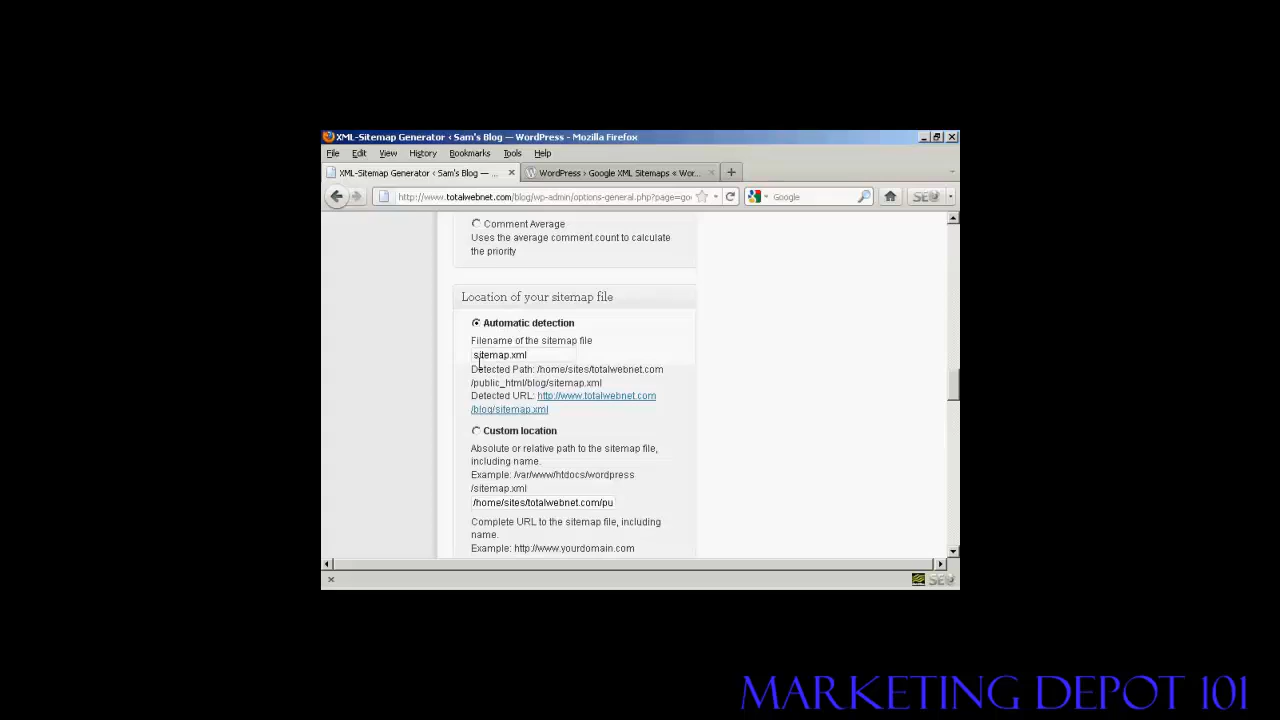 XML-Sitemap Generator ‹ Sam's Blog — WordPress - Mozilla Firefox
File Edit View History Bookmarks Tools Help
XML-Sitemap Generator ‹ Sam's Blog — ... WordPress › Google XML Sitemaps « Wor...
http://www.totalwebnet.com/blog/wp-admin/options-general.php?page=goo Google SEO
Comment Average
Uses the average comment count to calculate
the priority
Location of your sitemap file
Automatic detection
Filename of the sitemap file
sitemap.xml
Detected Path: /home/sites/totalwebnet.com
/public_html/blog/sitemap.xml
Detected URL: http://www.totalwebnet.com
/blog/sitemap.xml
Custom location
Absolute or relative path to the sitemap file,
including name.
Example: /var/www/htdocs/wordpress
/sitemap.xml
/home/sites/totalwebnet.com/pu
Complete URL to the sitemap file, including
name.
Example: http://www.yourdomain.com
SEO
MARKETING DEPOT 101